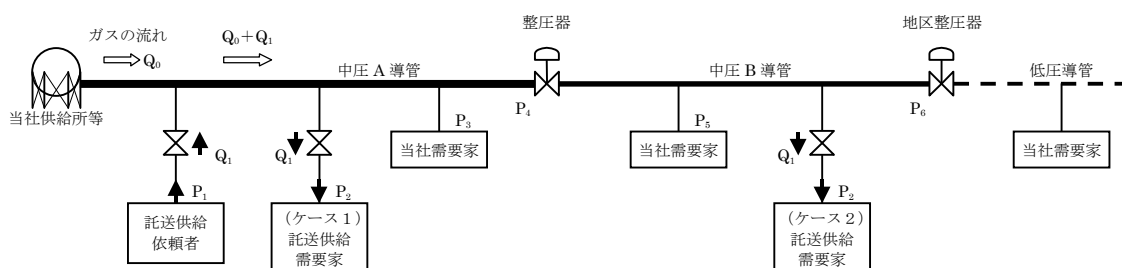 整圧器
地区整圧器
ガスの流れ
Q0
Q0+Q1
中圧 A 導管
中圧 B 導管
低圧導管
当社供給所等
P4
P6
Q1
Q1
P3
当社需要家
P5
当社需要家
Q1
当社需要家
P1
託送供給
依頼者
P2
（ケース１）
託送供給
需要家
P2
（ケース２）
託送供給
需要家